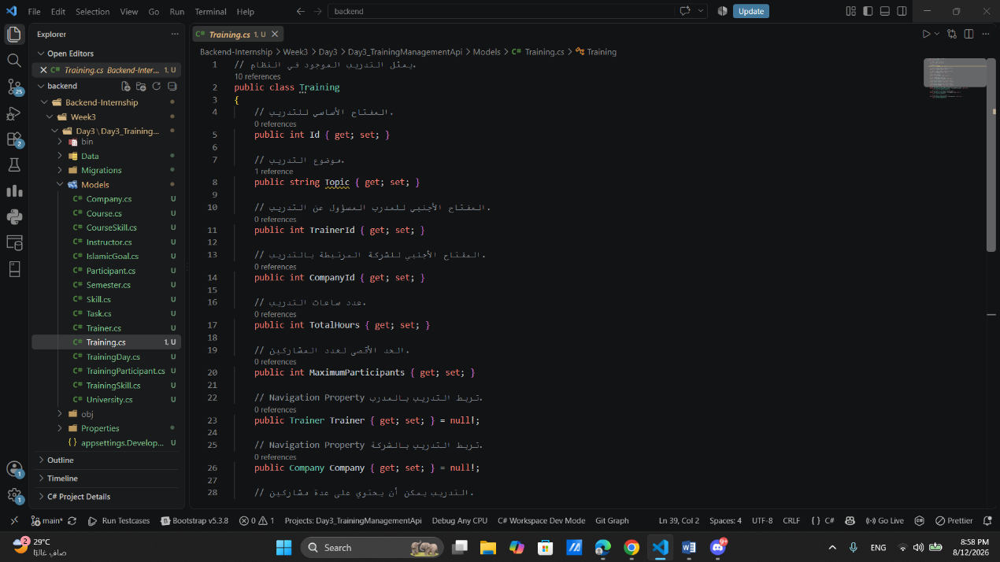 File Edit Selection View Go Run Terminal Help
backend
Update
Explorer
Open Editors
Training.cs Backend-Inter... 1, U
backend
Backend-Internship
Week3
Day3 \ Day3_Training...
bin
Data
Migrations
Models
C# Company.cs U
C# Course.cs U
C# CourseSkill.cs U
C# Instructor.cs U
C# IslamicGoal.cs U
C# Participant.cs U
C# Semester.cs U
C# Skill.cs U
C# Task.cs U
C# Trainer.cs U
C# Training.cs 1, U
C# TrainingDay.cs U
C# TrainingParticipant.cs U
C# TrainingSkill.cs U
C# University.cs U
obj
Properties
{} appsettings.Develop... U
Outline
Timeline
C# Project Details
25
2
1
1
C# Training.cs 1, U
Backend-Internship > Week3 > Day3 > Day3_TrainingManagementApi > Models > C# Training.cs > Training
1 // يمثل التدريب الموجود في النظام.
10 references
2 public class Training
3 {
4 // المفتاح الأساسي للتدريب.
0 references
5 public int Id { get; set; }
6
7 // موضوع التدريب.
1 reference
8 public string Topic { get; set; }
9
10 // المفتاح الأجنبي للمدرب المسؤول عن التدريب.
0 references
11 public int TrainerId { get; set; }
12
13 // المفتاح الأجنبي للشركة المرتبطة بالتدريب.
0 references
14 public int CompanyId { get; set; }
15
16 // عدد ساعات التدريب.
0 references
17 public int TotalHours { get; set; }
18
19 // الحد الأقصى لعدد المشاركين.
0 references
20 public int MaximumParticipants { get; set; }
21
22 // Navigation Property تربط التدريب بالمدرب.
0 references
23 public Trainer Trainer { get; set; } = null!;
24
25 // Navigation Property تربط التدريب بالشركة.
0 references
26 public Company Company { get; set; } = null!;
27
28 // التدريب يمكن أن يحتوي على عدة مشاركين.
main* Run Testcases Bootstrap v5.3.8 0 1 Projects: Day3_TrainingManagementApi Debug Any CPU C# Workspace Dev Mode Git Graph Ln 39, Col 2 Spaces: 4 UTF-8 CRLF {} C# Go Live Prettier
2
29°C
صافٍ غالبًا
Search
9+
ENG
8:58 PM
8/12/2026